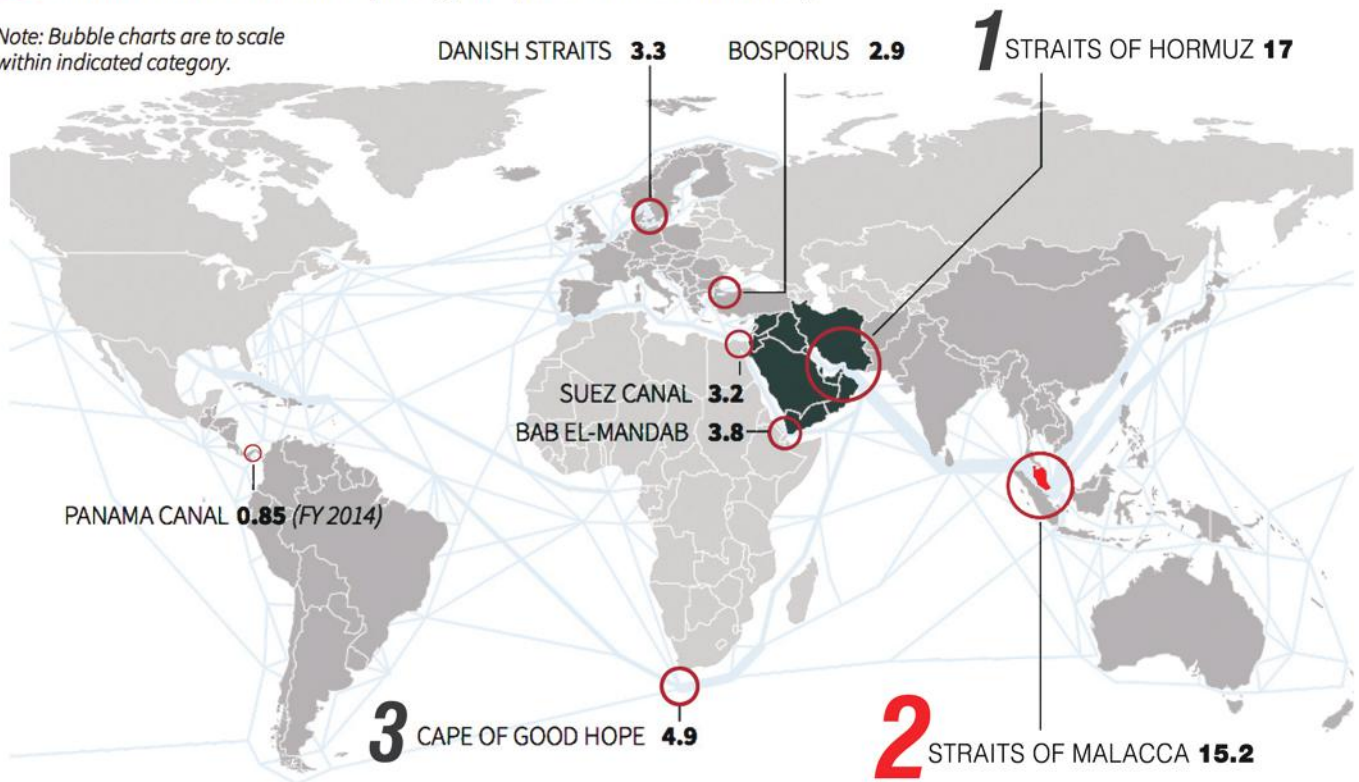 Note: Bubble charts are to scale
within indicated category.
DANISH STRAITS 3.3
BOSPORUS 2.9
1 STRAITS OF HORMUZ 17
SUEZ CANAL 3.2
BAB EL-MANDAB 3.8
PANAMA CANAL 0.85 (FY 2014)
3 CAPE OF GOOD HOPE 4.9
2 STRAITS OF MALACCA 15.2